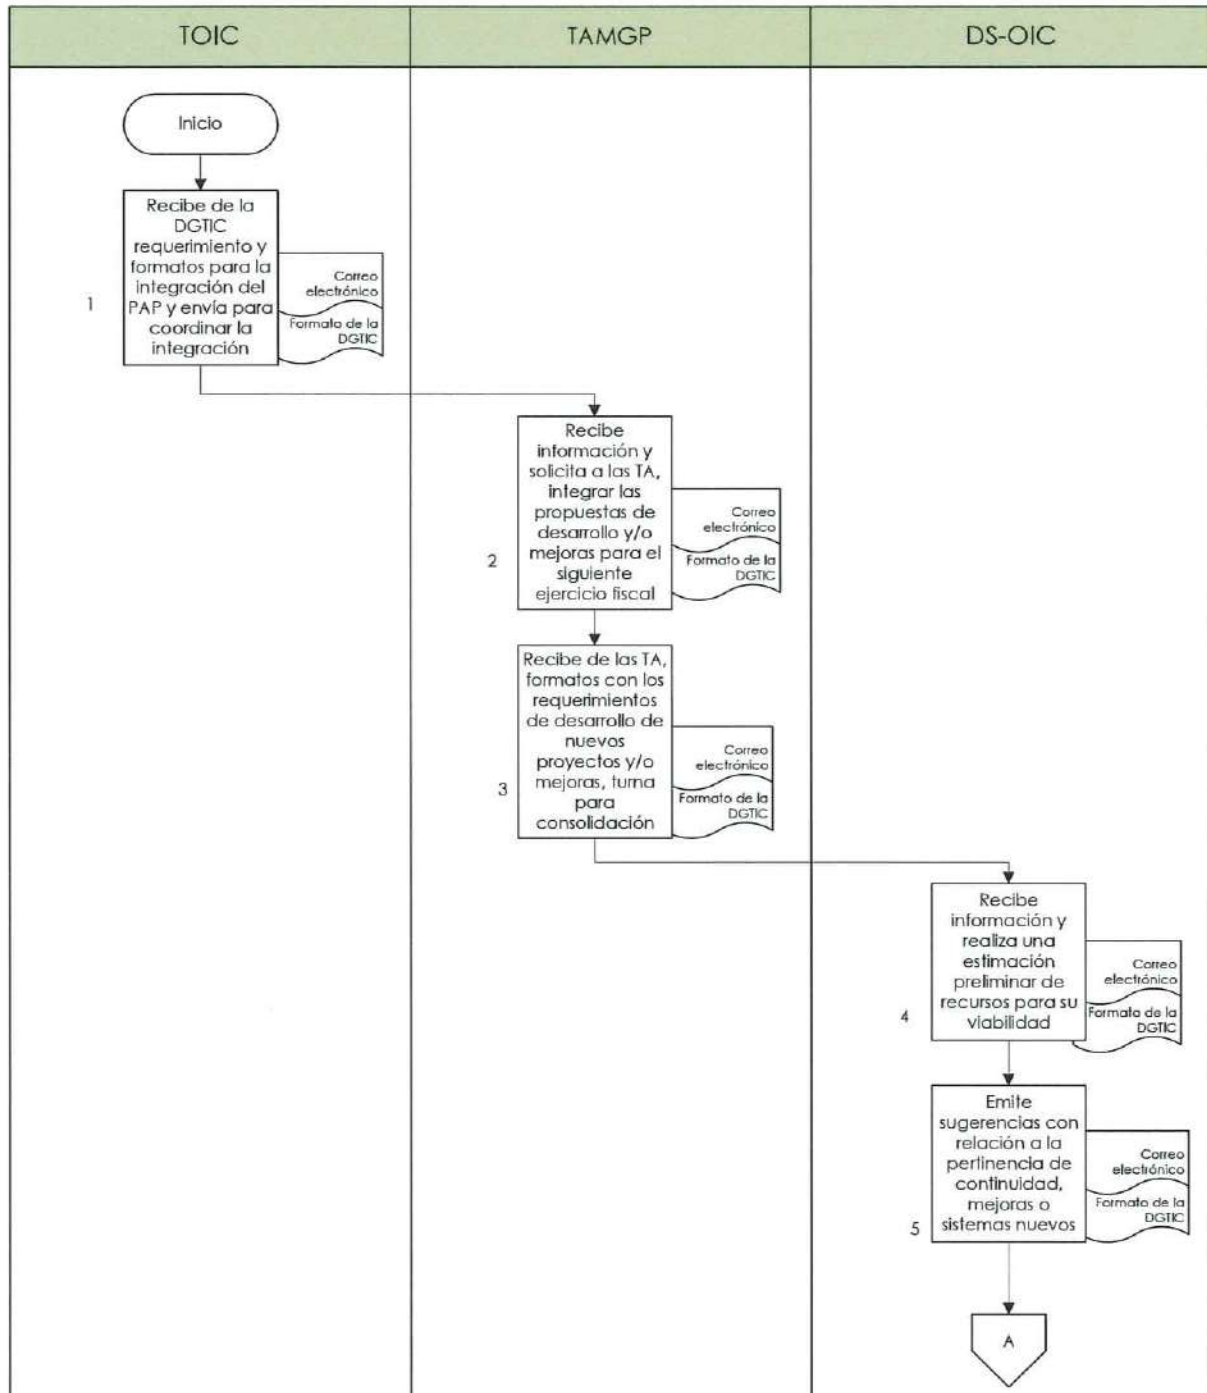 TOIC
TAMGP
DS-OIC
Inicio
1
Recibe de la
DGTIC
requerimiento y
formatos para la
integración del
PAP y envía para
coordinar la
integración
Correo
electrónico
Formato de la
DGTIC
2
Recibe
información y
solicita a las TA,
integrar las
propuestas de
desarrollo y/o
mejoras para el
siguiente
ejercicio fiscal
Correo
electrónico
Formato de la
DGTIC
3
Recibe de las TA,
formatos con los
requerimientos
de desarrollo de
nuevos
proyectos y/o
mejoras, turna
para
consolidación
Correo
electrónico
Formato de la
DGTIC
4
Recibe
información y
realiza una
estimación
preliminar de
recursos para su
viabilidad
Correo
electrónico
Formato de la
DGTIC
5
Emite
sugerencias con
relación a la
pertinencia de
continuidad,
mejoras o
sistemas nuevos
Correo
electrónico
Formato de la
DGTIC
A